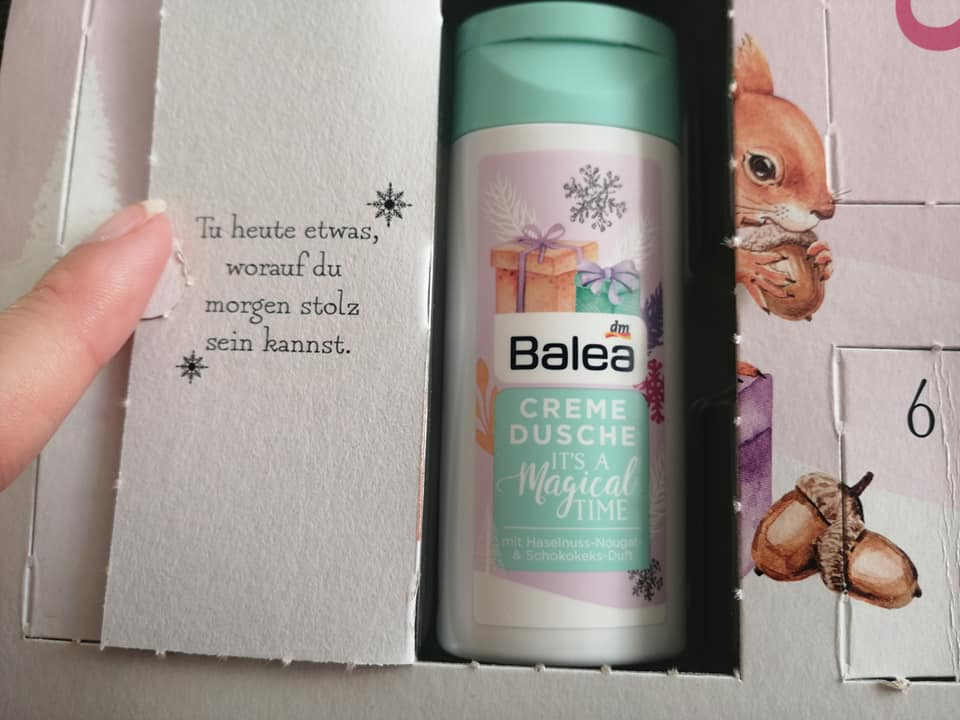 Tu heute etwas,
worauf du
morgen stolz
sein kannst.
dm
Balea
CREME
DUSCHE
IT'S A
Magical
TIME
mit Haselnuss-Nougat-
& Schokokeks-Duft
6